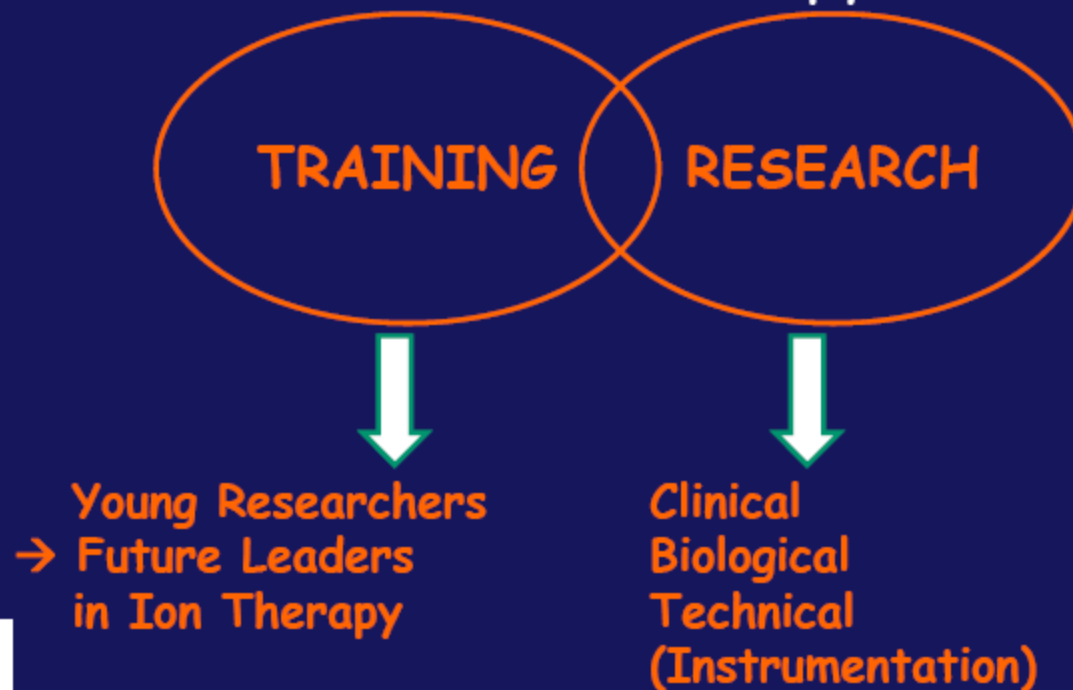 TRAINING
RESEARCH
Young Researchers
→ Future Leaders
in Ion Therapy
Clinical
Biological
Technical
(Instrumentation)